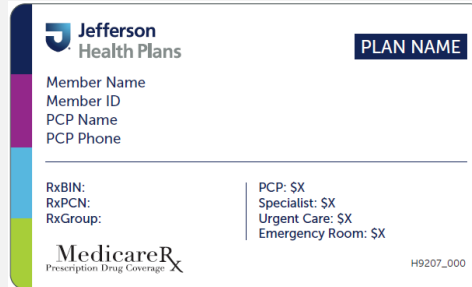 Jefferson
Health Plans
PLAN NAME
Member Name
Member ID
PCP Name
PCP Phone
RxBIN:
RxPCN:
RxGroup:
PCP: $X
Specialist: $X
Urgent Care: $X
Emergency Room: $X
MedicareRx
Prescription Drug Coverage
H9207_000